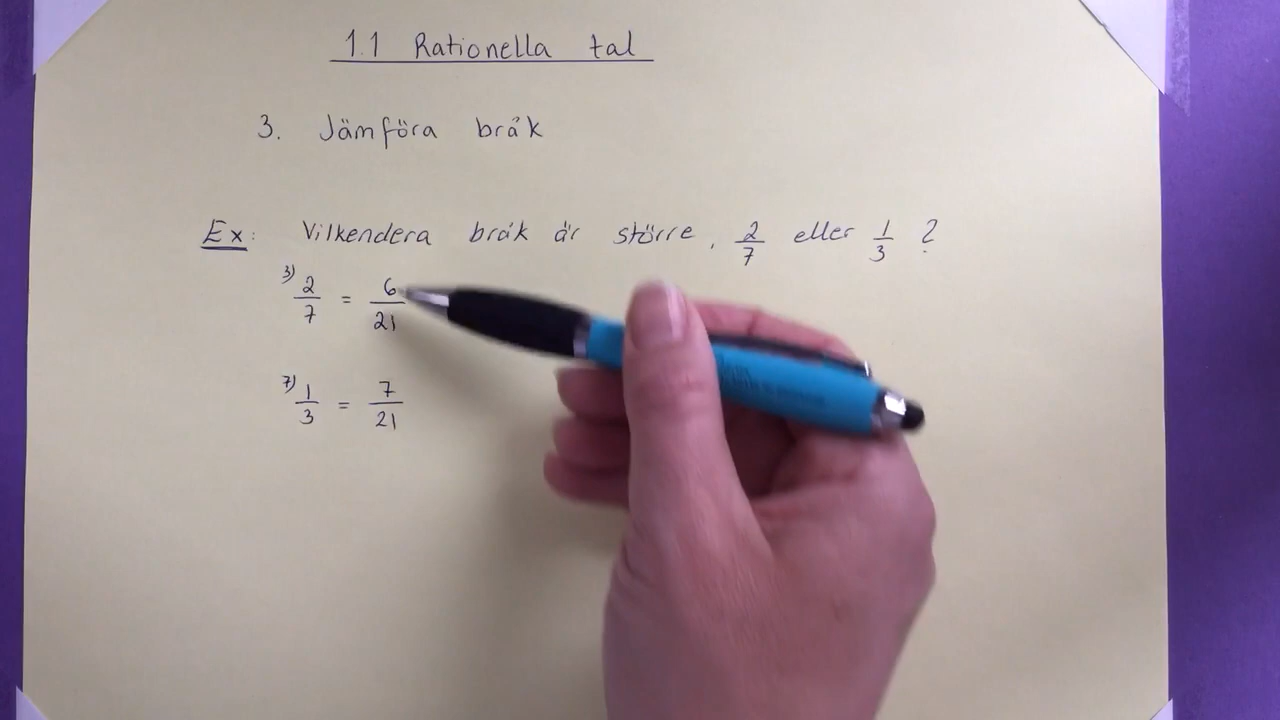 1.1 Rationella tal
3. Jämföra bråk
Ex: Vilkendera bråk är större, 2/7 eller 1/3 ?
3) 2/7 = 6/21
7) 1/3 = 7/21